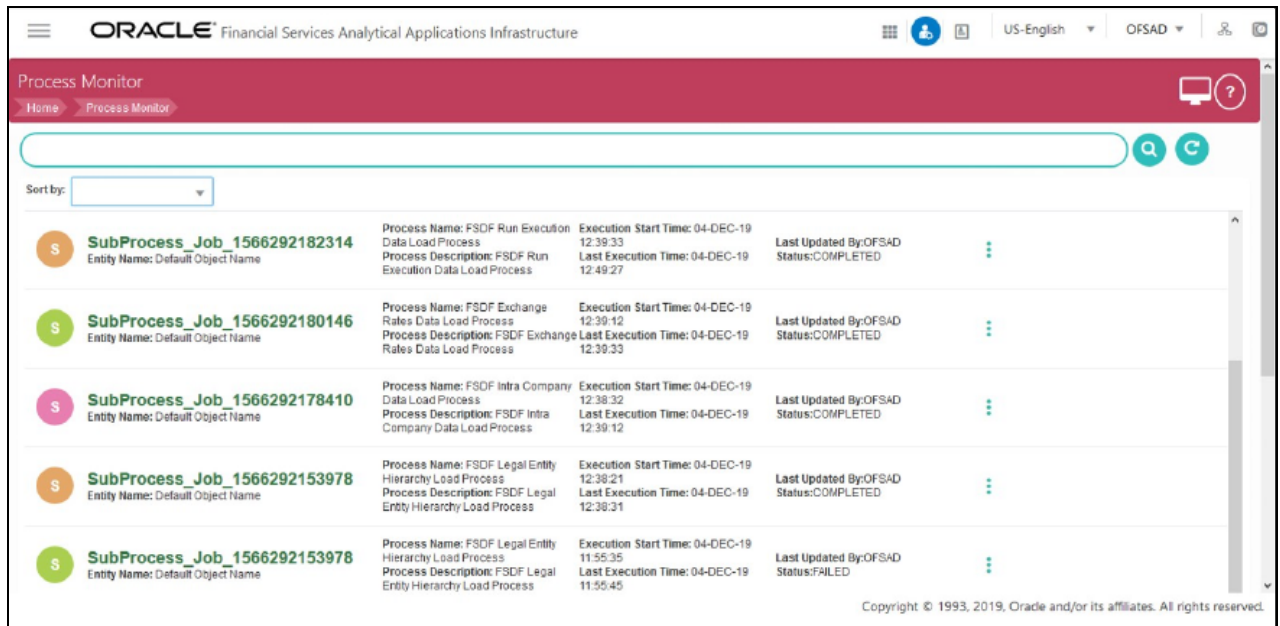 ORACLE® Financial Services Analytical Applications Infrastructure
US-English
OFSAD
Process Monitor
Home
Process Monitor
?
Sort by:
S
SubProcess_Job_1566292182314
Entity Name: Default Object Name
Process Name: FSDF Run Execution
Data Load Process
Process Description: FSDF Run
Execution Data Load Process
Execution Start Time: 04-DEC-19
12:39:33
Last Execution Time: 04-DEC-19
12:49:27
Last Updated By:OFSAD
Status:COMPLETED
S
SubProcess_Job_1566292180146
Entity Name: Default Object Name
Process Name: FSDF Exchange
Rates Data Load Process
Process Description: FSDF Exchange
Rates Data Load Process
Execution Start Time: 04-DEC-19
12:39:12
Last Execution Time: 04-DEC-19
12:39:33
Last Updated By:OFSAD
Status:COMPLETED
S
SubProcess_Job_1566292178410
Entity Name: Default Object Name
Process Name: FSDF Intra Company
Data Load Process
Process Description: FSDF Intra
Company Data Load Process
Execution Start Time: 04-DEC-19
12:38:32
Last Execution Time: 04-DEC-19
12:39:12
Last Updated By:OFSAD
Status:COMPLETED
S
SubProcess_Job_1566292153978
Entity Name: Default Object Name
Process Name: FSDF Legal Entity
Hierarchy Load Process
Process Description: FSDF Legal
Entity Hierarchy Load Process
Execution Start Time: 04-DEC-19
12:38:21
Last Execution Time: 04-DEC-19
12:38:31
Last Updated By:OFSAD
Status:COMPLETED
S
SubProcess_Job_1566292153978
Entity Name: Default Object Name
Process Name: FSDF Legal Entity
Hierarchy Load Process
Process Description: FSDF Legal
Entity Hierarchy Load Process
Execution Start Time: 04-DEC-19
11:55:35
Last Execution Time: 04-DEC-19
11:55:45
Last Updated By:OFSAD
Status:FAILED
Copyright © 1993, 2019, Oracle and/or its affiliates. All rights reserved.